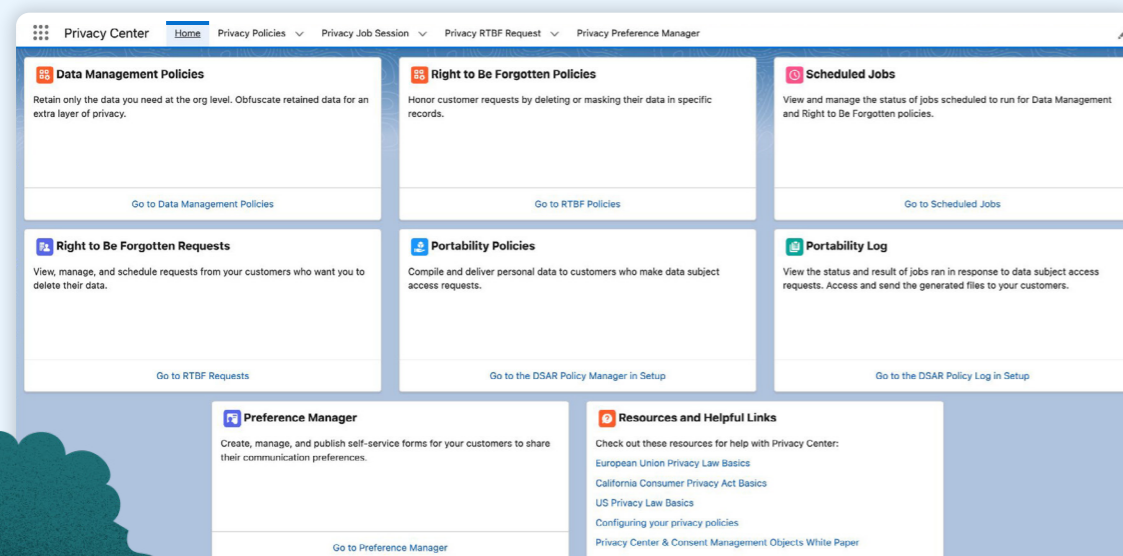 Privacy Center
Home
Privacy Policies
Privacy Job Session
Privacy RTBF Request
Privacy Preference Manager
Data Management Policies
Retain only the data you need at the org level. Obfuscate retained data for an
extra layer of privacy.
Go to Data Management Policies
Right to Be Forgotten Policies
Honor customer requests by deleting or masking their data in specific
records.
Go to RTBF Policies
Scheduled Jobs
View and manage the status of jobs scheduled to run for Data Management
and Right to Be Forgotten policies.
Go to Scheduled Jobs
Right to Be Forgotten Requests
View, manage, and schedule requests from your customers who want you to
delete their data.
Go to RTBF Requests
Portability Policies
Compile and deliver personal data to customers who make data subject
access requests.
Go to the DSAR Policy Manager in Setup
Portability Log
View the status and result of jobs ran in response to data subject access
requests. Access and send the generated files to your customers.
Go to the DSAR Policy Log in Setup
Preference Manager
Create, manage, and publish self-service forms for your customers to share
their communication preferences.
Go to Preference Manager
Resources and Helpful Links
Check out these resources for help with Privacy Center:
European Union Privacy Law Basics
California Consumer Privacy Act Basics
US Privacy Law Basics
Configuring your privacy policies
Privacy Center & Consent Management Objects White Paper